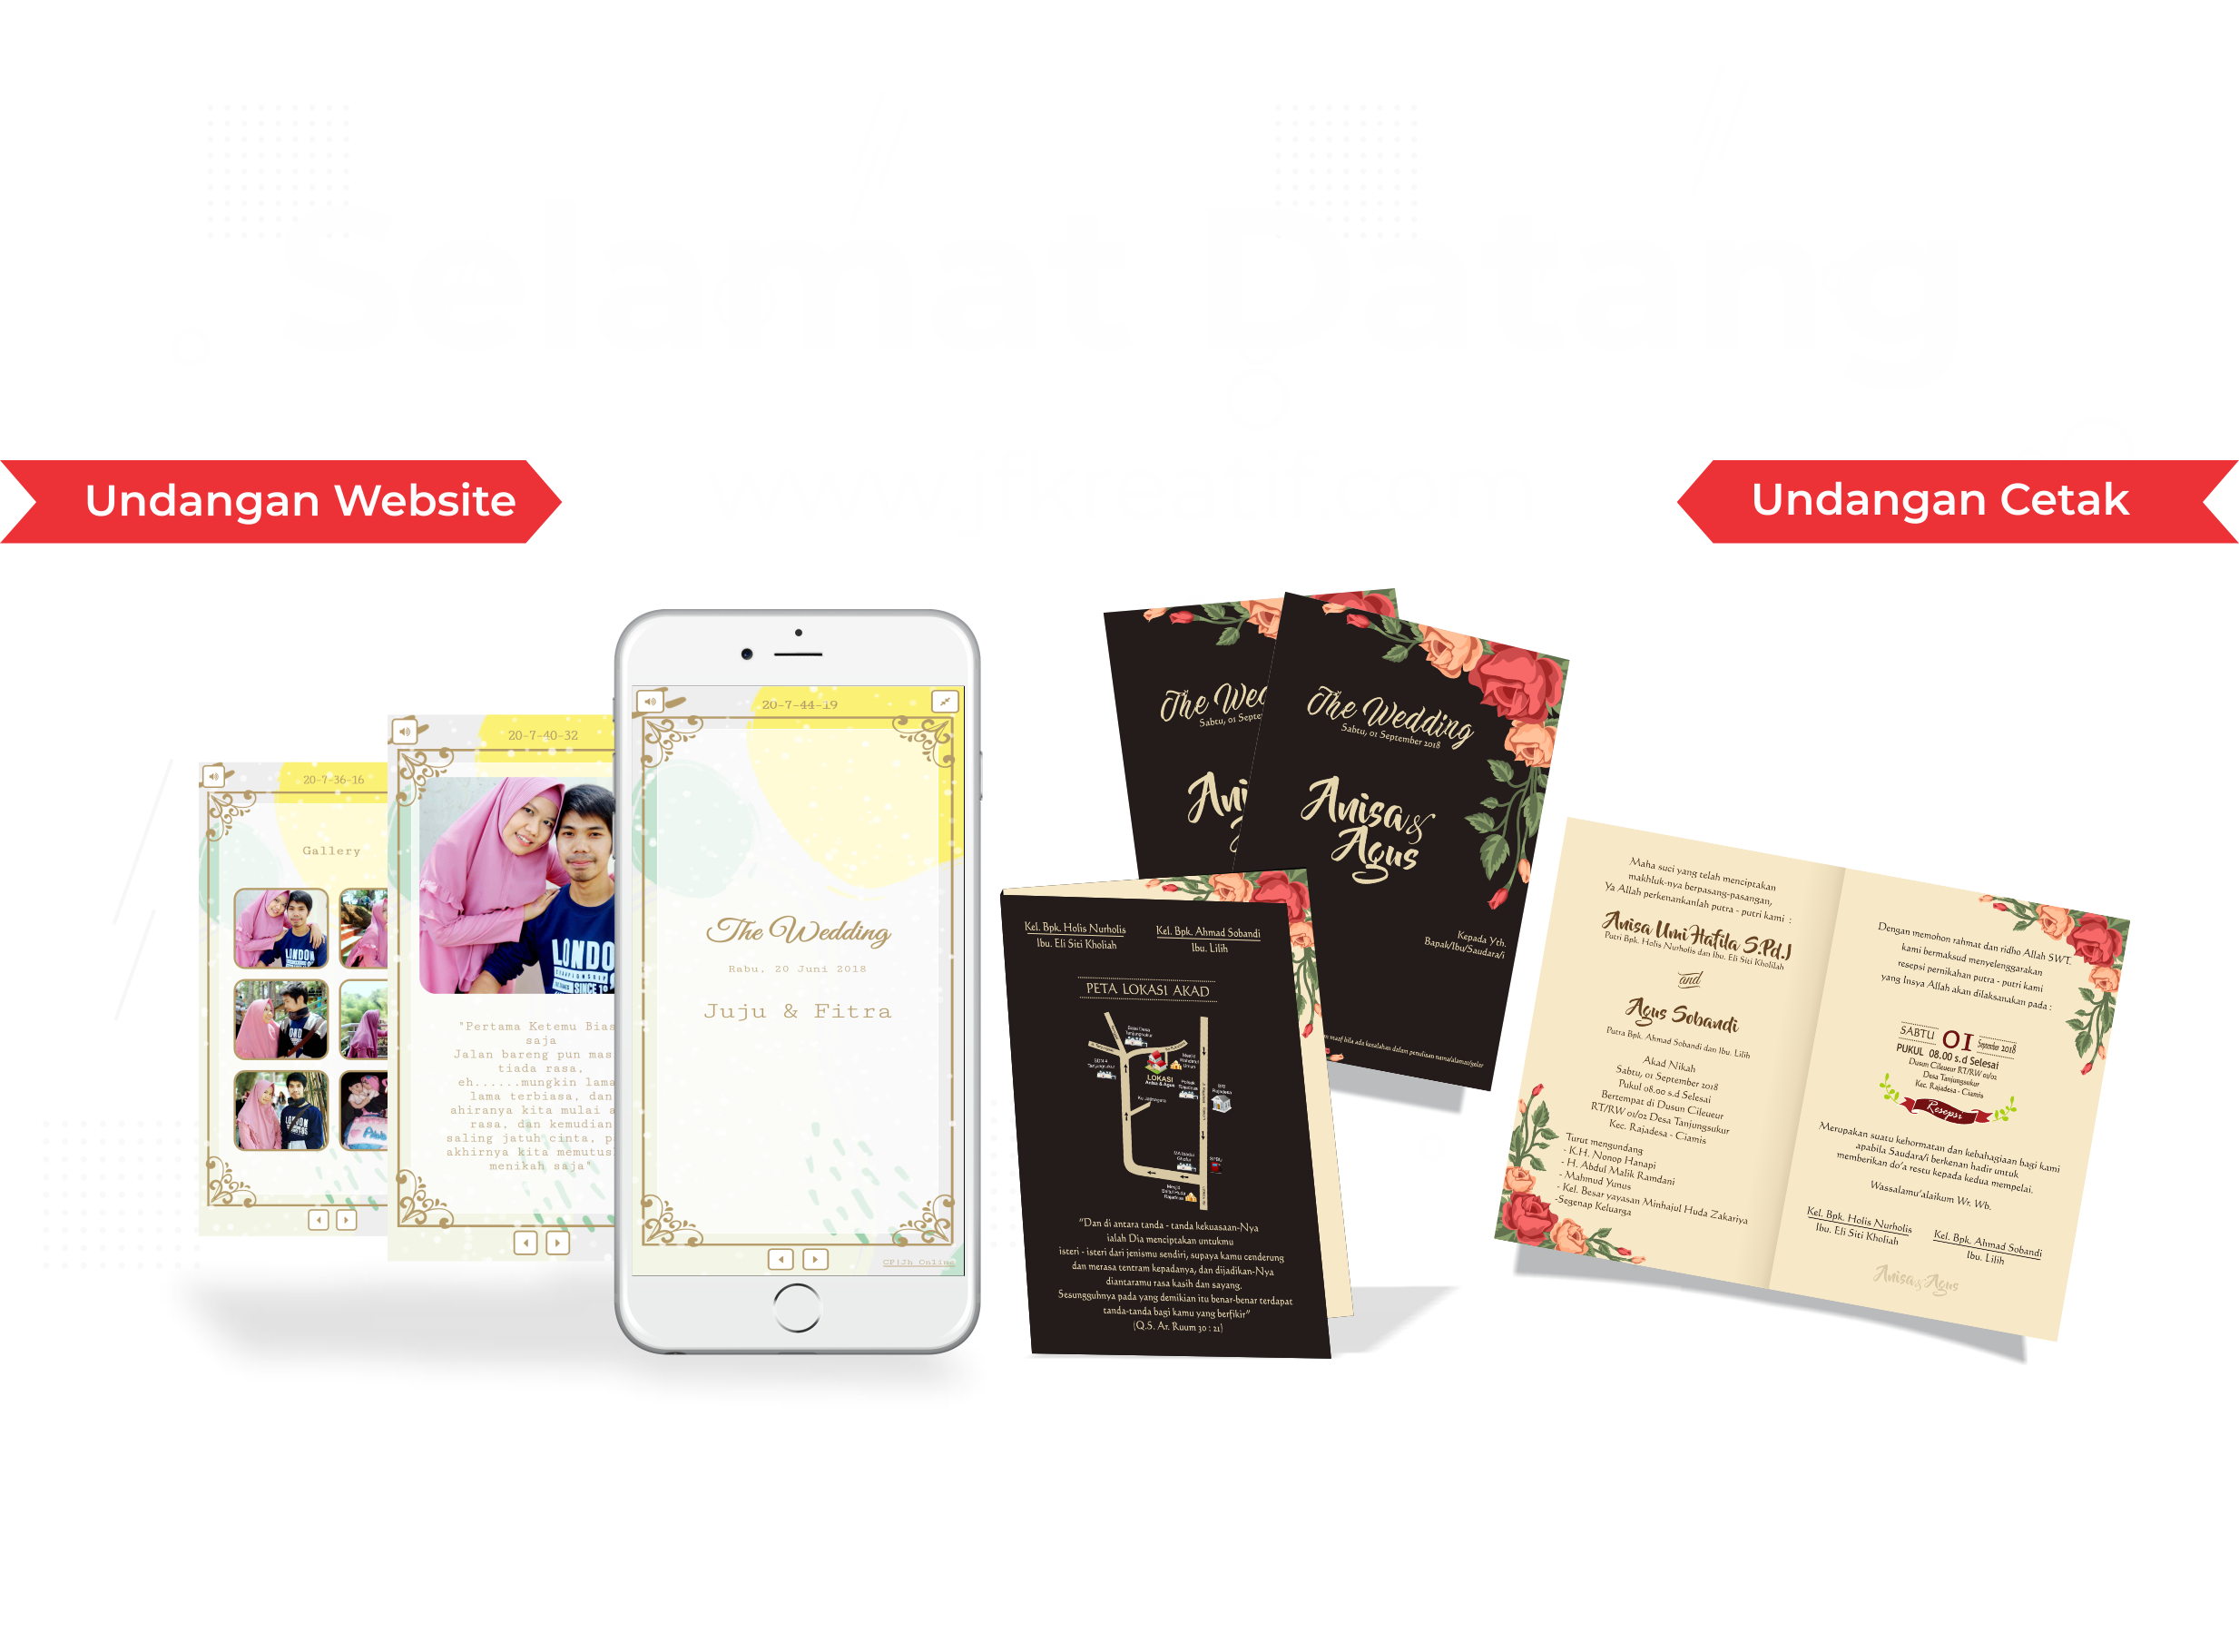 Selamat Datang
Undangan Website
Undangan Cetak
20-7-36-16
Gallery
20-7-40-32
LONDON
"Pertama Ketemu Bias
saja
Jalan bareng pun mas
tiada rasa,
eh......mungkin lama
lama terbiasa, dan
ahiranya kita mulai a
rasa, dan kemudian
saling jatuh cinta, p
akhirnya kita memutus
menikah saja"
20-7-44-19
The Wedding
Rabu, 20 Juni 2018
Juju & Fitra
The Wedding
Sabtu, 01 September 2018
Anisa &
Agus
Kepada Yth.
Bapak/Ibu/Saudara/i
Kel. Bpk. Holis Nurholis
Ibu. Eli Siti Kholiah
Kel. Bpk. Ahmad Sobandi
Ibu. Lilih
PETA LOKASI AKAD
LOKASI
Anisa & Agus
"Dan di antara tanda - tanda kekuasaan-Nya
ialah Dia menciptakan untukmu
isteri - isteri dari jenismu sendiri, supaya kamu cenderung
dan merasa tentram kepadanya, dan dijadikan-Nya
diantaramu rasa kasih dan sayang.
Sesungguhnya pada yang demikian itu benar-benar terdapat
tanda-tanda bagi kamu yang berfikir"
(Q.S. Ar. Ruum 30 : 21)
Maha suci yang telah menciptakan
makhluk-nya berpasang-pasangan,
Ya Allah perkenankanlah putra - putri kami :
Anisa Umi Hafila S.Pd.I
Putri Bpk. Holis Nurholis dan Ibu. Eli Siti Kholilah
and
Agus Sobandi
Putra Bpk. Ahmad Sobandi dan Ibu. Lilih
Akad Nikah
Sabtu, 01 September 2018
Pukul 08.00 s.d Selesai
Bertempat di Dusun Cileueur
RT/RW 01/02 Desa Tanjungsukur
Kec. Rajadesa - Ciamis
Turut mengundang
- K.H. Nonop Hanapi
- H. Abdul Malik Ramdani
- Mahmud Yunus
- Kel. Besar yayasan Minhajul Huda Zakariya
-Segenap Keluarga
Dengan memohon rahmat dan ridho Allah SWT.
kami bermaksud menyelenggarakan
resepsi pernikahan putra - putri kami
yang Insya Allah akan dilaksanakan pada :
SABTU 01 September 2018
PUKUL 08.00 s.d Selesai
Dusun Cileueur RT/RW 01/02
Desa Tanjungsukur
Kec. Rajadesa - Ciamis
Resepsi
Merupakan suatu kehormatan dan kebahagiaan bagi kami
apabila Saudara/i berkenan hadir untuk
memberikan do'a restu kepada kedua mempelai.
Wassalamu'alaikum Wr. Wb.
Kel. Bpk. Holis Nurholis
Ibu. Eli Siti Kholiah
Kel. Bpk. Ahmad Sobandi
Ibu. Lilih
Anisa & Agus